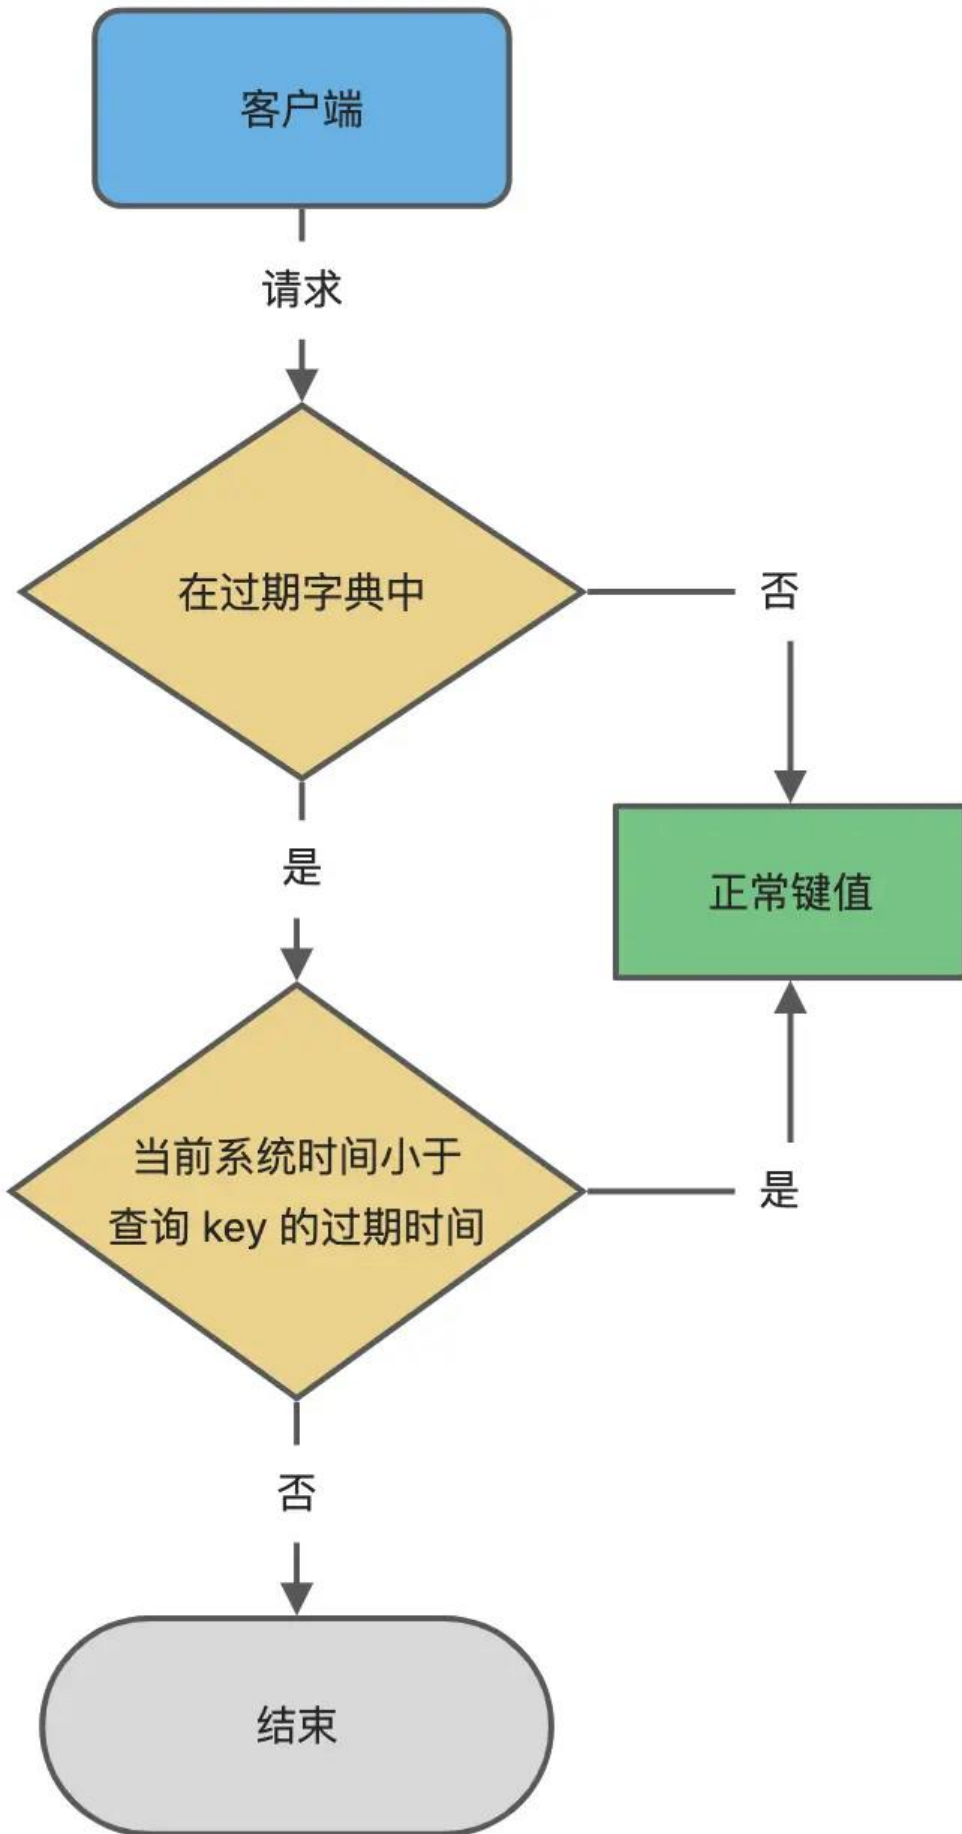 客户端
请求
在过期字典中
否
是
正常键值
当前系统时间小于
查询 key 的过期时间
是
否
结束